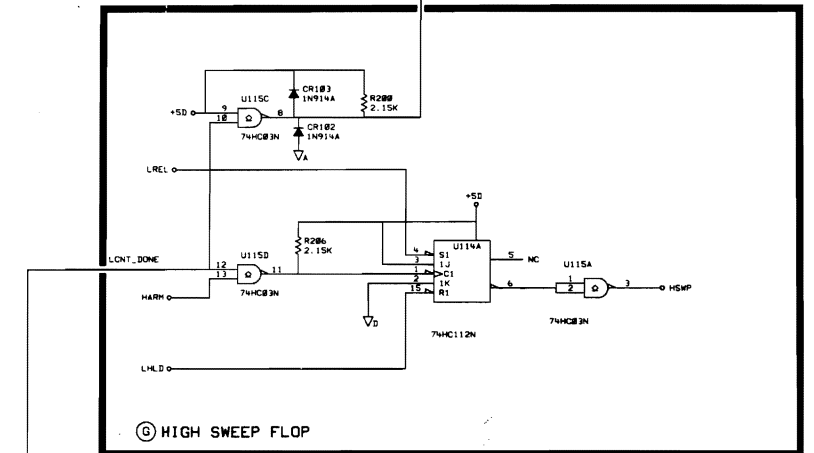 CR103
1N914A
R200
2.15K
U115C
+5D
9
10
Ω
8
74HC03N
CR102
1N914A
A
LREL
+5D
LCNT_DONE
U115D
12
13
Ω
11
74HC03N
R206
2.15K
U114A
4
S1
3
1J
1
C1
2
1K
15
R1
5
NC
6
74HC112N
U115A
1
2
Ω
3
HSWP
74HC03N
HARM
D
LHLD
G HIGH SWEEP FLOP